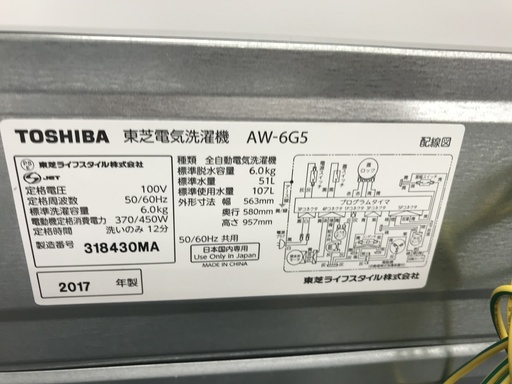 TOSHIBA 東芝電気洗濯機 AW-6G5 配線図
東芝ライフスタイル株式会社
JET
定格電圧 100V
定格周波数 50/60Hz
標準洗濯容量 6.0kg
電動機定格消費電力 370/450W
定格時間 洗いのみ 12分
製造番号 318430MA
2017 年製
種類 全自動電気洗濯機
標準脱水容量 6.0kg
標準水量 51L
標準使用水量 107L
外形寸法 幅 563mm
奥行 580mm
高さ 957mm
50/60Hz 共用
日本国内専用
Use Only in Japan
MADE IN CHINA
蓋
ロック
プログラムタイマ
東芝ライフスタイル株式会社